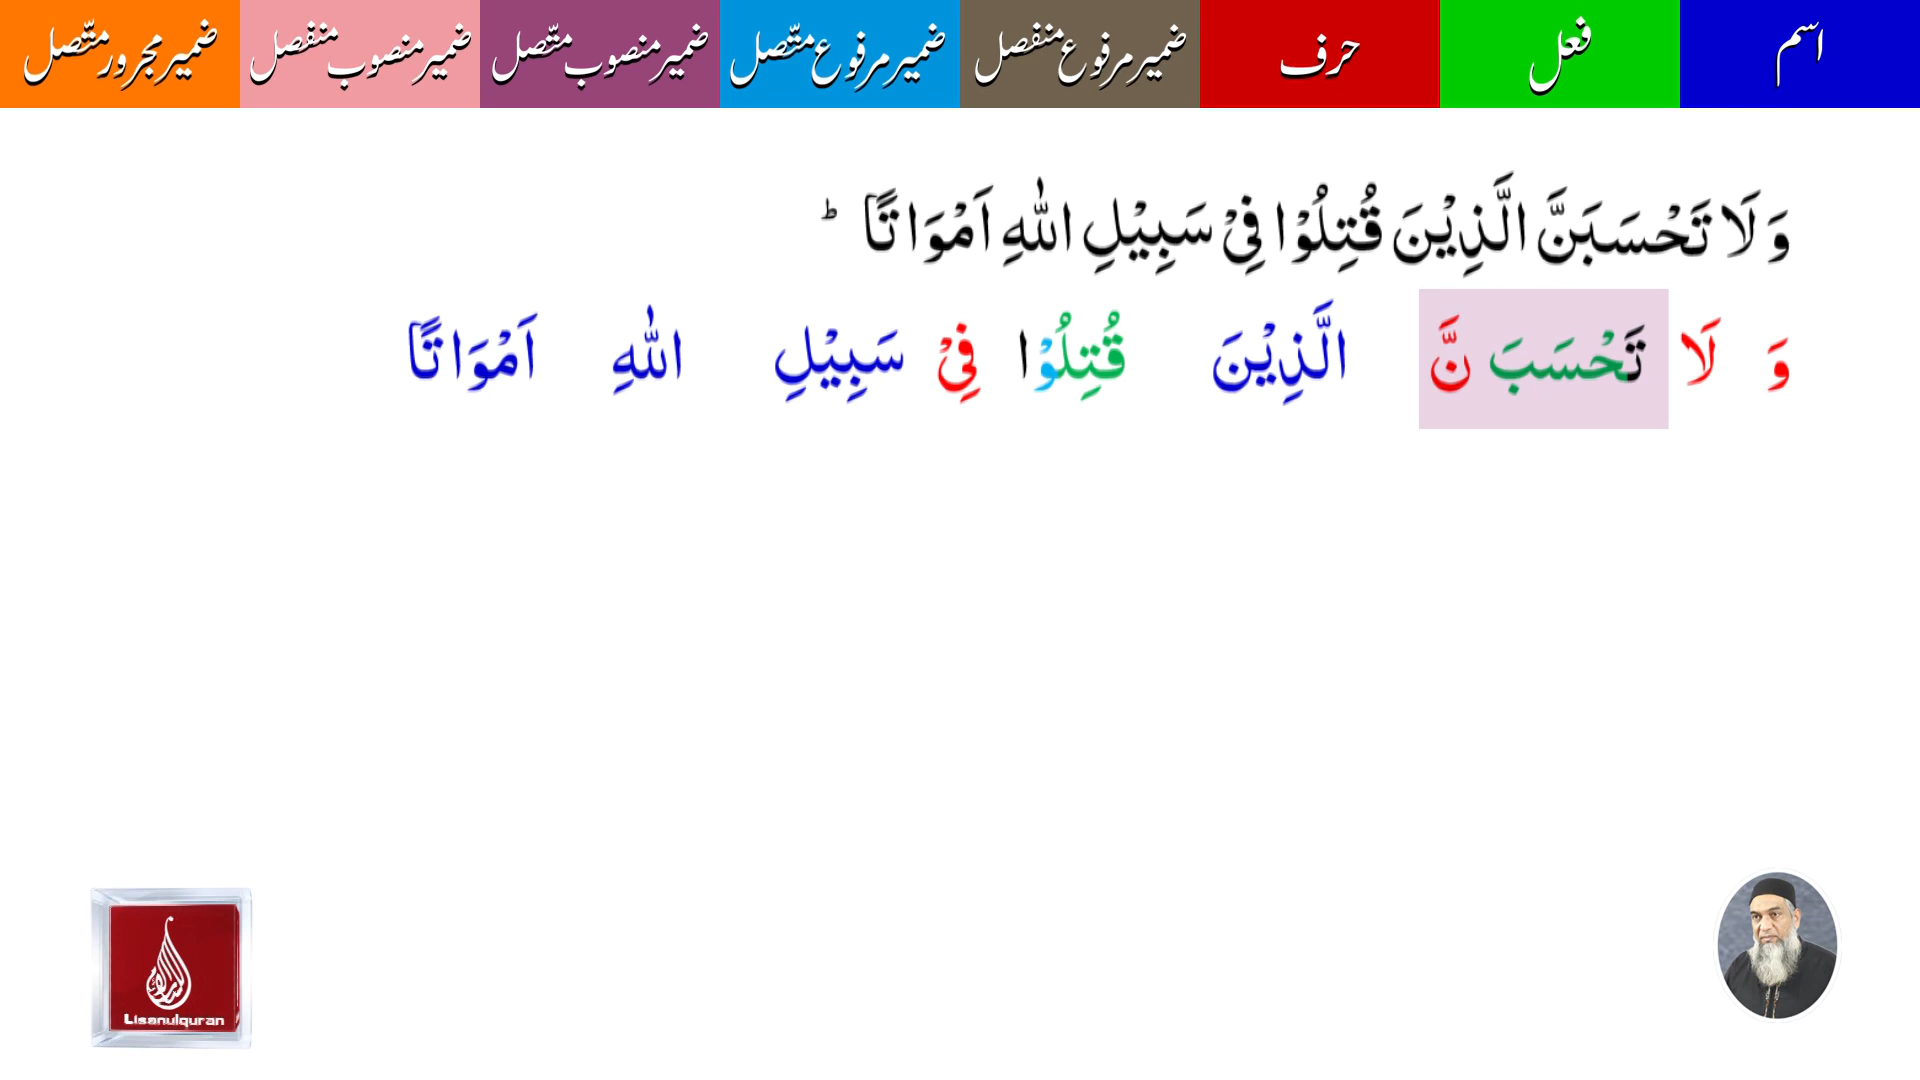 اسم فعل حرف ضمیر مرفوع منفصل ضمیر مرفوع متّصل ضمیر منصوب متّصل ضمیر منصوب منفصل ضمیر مجرور متّصل
وَ لَا تَحْسَبَنَّ الَّذِیْنَ قُتِلُوْا فِیْ سَبِیْلِ اللّٰهِ اَمْوَاتًا ؕ
وَ لَا تَحْسَبَ نَّ الَّذِیْنَ قُتِلُوْا فِیْ سَبِیْلِ اللّٰهِ اَمْوَاتًا
Lisanulquran